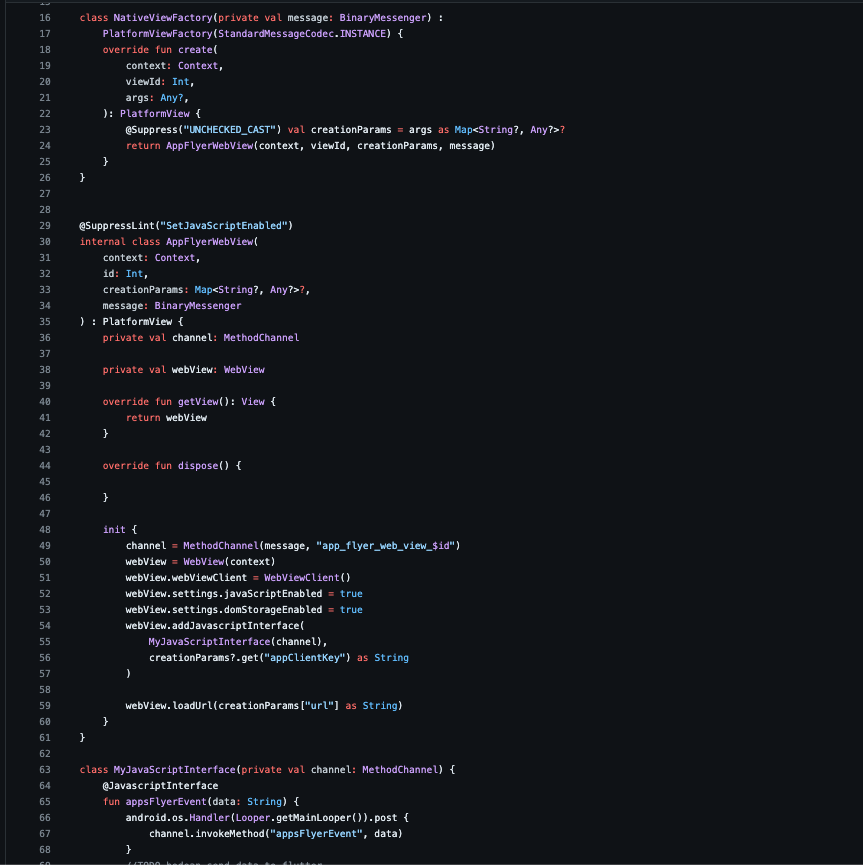 16 class NativeViewFactory(private val message: BinaryMessenger) :
17 PlatformViewFactory(StandardMessageCodec.INSTANCE) {
18 override fun create(
19 context: Context,
20 viewId: Int,
21 args: Any?,
22 ): PlatformView {
23 @Suppress("UNCHECKED_CAST") val creationParams = args as Map<String?, Any?>?
24 return AppFlyerWebView(context, viewId, creationParams, message)
25 }
26 }
27
28
29 @SuppressLint("SetJavaScriptEnabled")
30 internal class AppFlyerWebView(
31 context: Context,
32 id: Int,
33 creationParams: Map<String?, Any?>?,
34 message: BinaryMessenger
35 ) : PlatformView {
36 private val channel: MethodChannel
37
38 private val webView: WebView
39
40 override fun getView(): View {
41 return webView
42 }
43
44 override fun dispose() {
45
46 }
47
48 init {
49 channel = MethodChannel(message, "app_flyer_web_view_$id")
50 webView = WebView(context)
51 webView.webViewClient = WebViewClient()
52 webView.settings.javaScriptEnabled = true
53 webView.settings.domStorageEnabled = true
54 webView.addJavascriptInterface(
55 MyJavaScriptInterface(channel),
56 creationParams?.get("appClientKey") as String
57 )
58
59 webView.loadUrl(creationParams["url"] as String)
60 }
61 }
62
63 class MyJavaScriptInterface(private val channel: MethodChannel) {
64 @JavascriptInterface
65 fun appsFlyerEvent(data: String) {
66 android.os.Handler(Looper.getMainLooper()).post {
67 channel.invokeMethod("appsFlyerEvent", data)
68 }